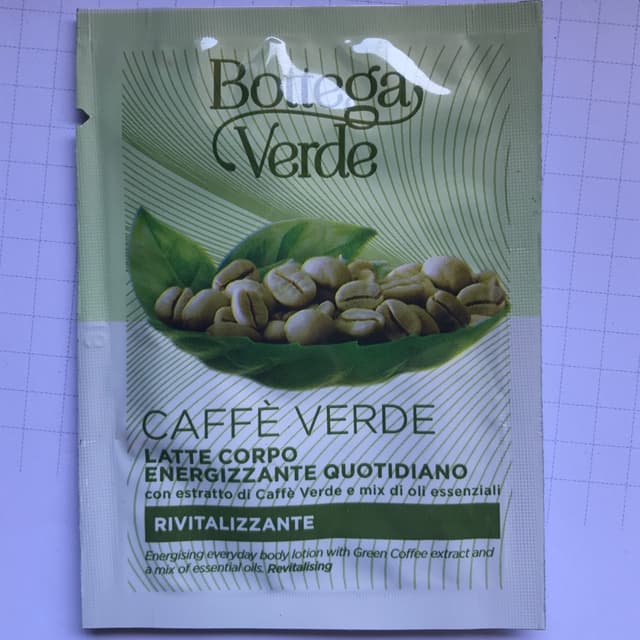 Bottega
Verde
CAFFÈ VERDE
LATTE CORPO
ENERGIZZANTE QUOTIDIANO
con estratto di Caffè Verde e mix di oli essenziali
RIVITALIZZANTE
Energising everyday body lotion with Green Coffee extract and
a mix of essential oils. Revitalising